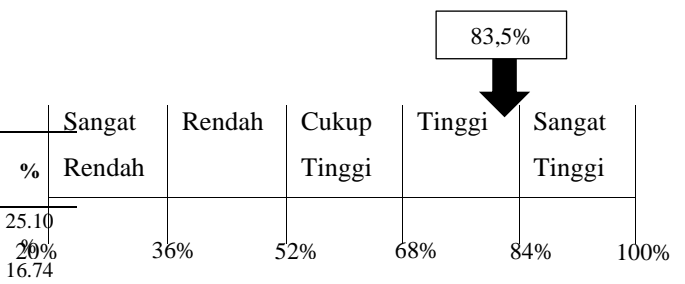 83,5%
Sangat Rendah Cukup Tinggi Sangat
% Rendah Tinggi Tinggi
25.10
%
20% 36% 52% 68% 84% 100%
16.74